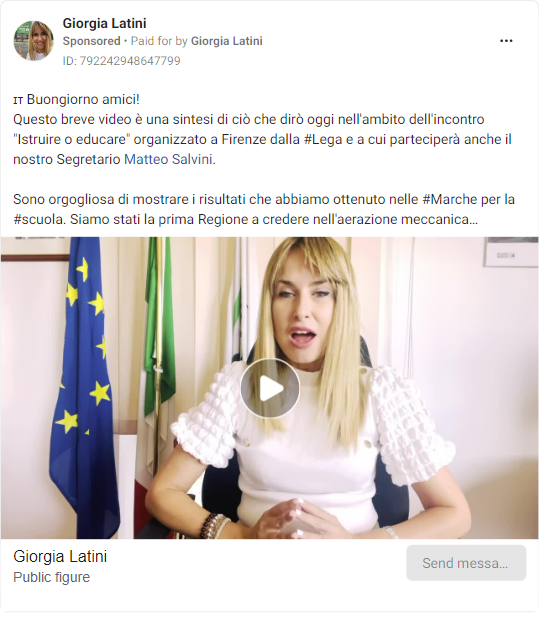 Giorgia Latini
Sponsored • Paid for by Giorgia Latini
ID: 792242948647799
IT Buongiorno amici!
Questo breve video è una sintesi di ciò che dirò oggi nell'ambito dell'incontro
"Istruire o educare" organizzato a Firenze dalla #Lega e a cui parteciperà anche il
nostro Segretario Matteo Salvini.
Sono orgogliosa di mostrare i risultati che abbiamo ottenuto nelle #Marche per la
#scuola. Siamo stati la prima Regione a credere nell'aerazione meccanica...
Giorgia Latini
Public figure
Send messa...